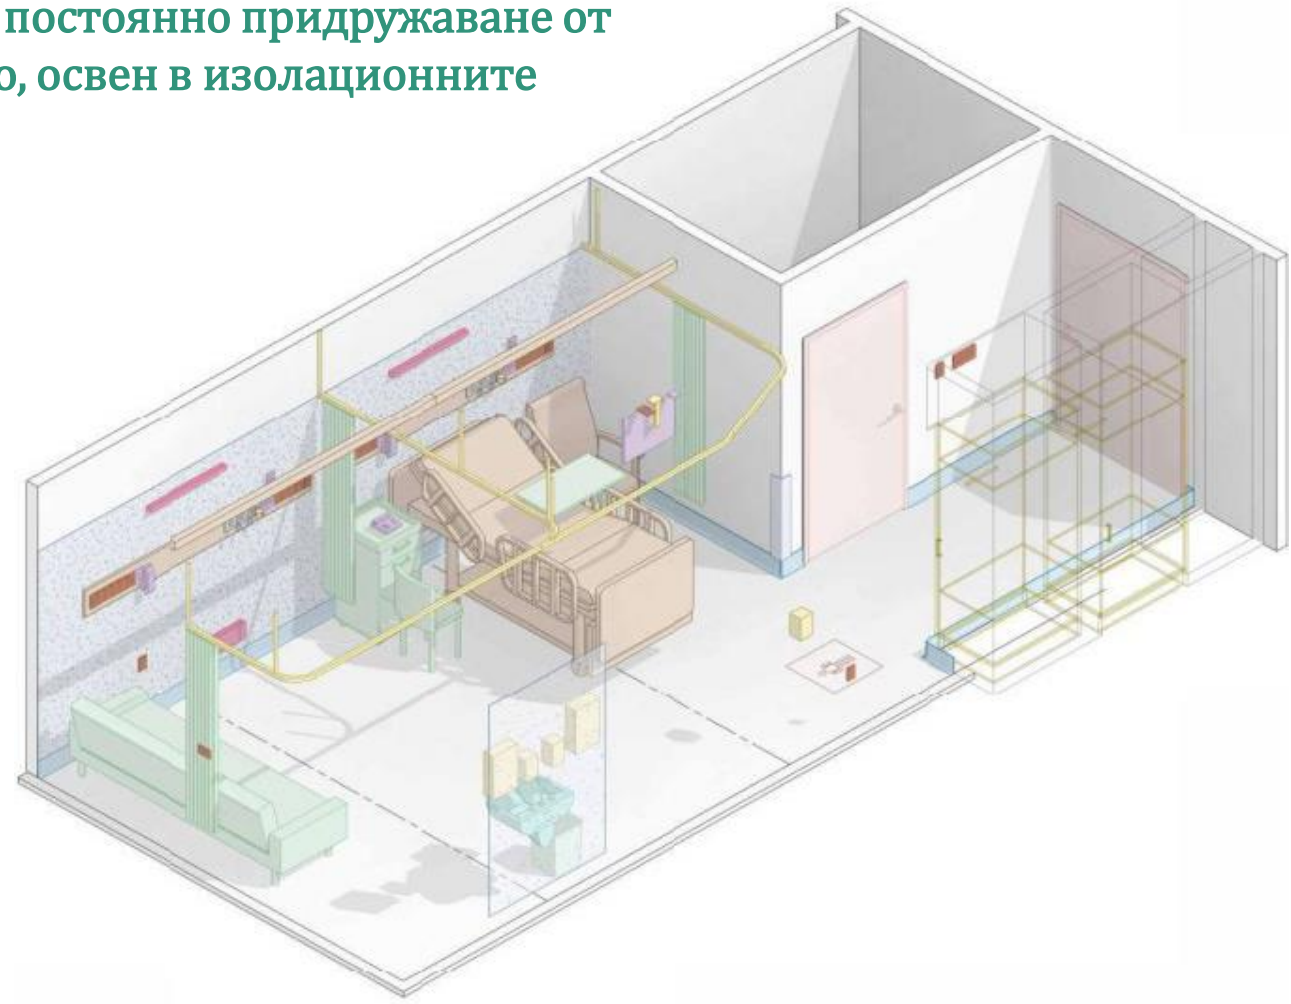 постоянно придружаване от
о, освен в изолационните